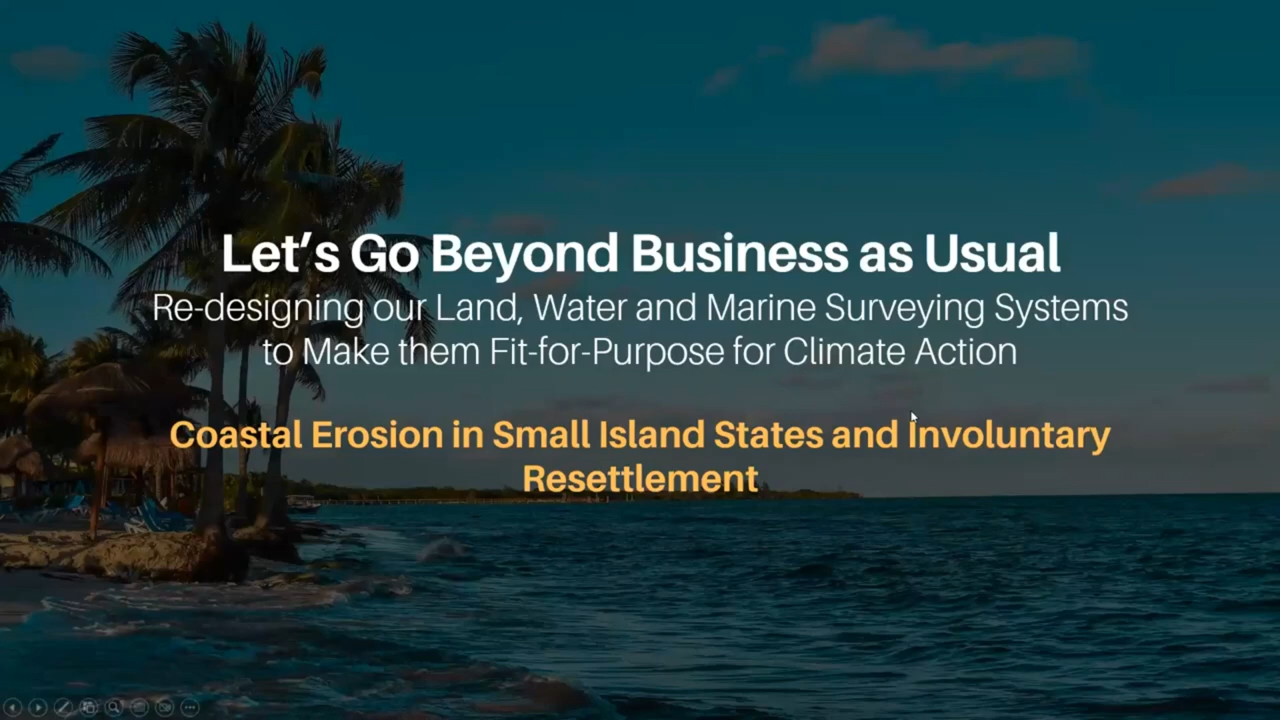 Let's Go Beyond Business as Usual
Re-designing our Land, Water and Marine Surveying Systems
to Make them Fit-for-Purpose for Climate Action
Coastal Erosion in Small Island States and Involuntary
Resettlement